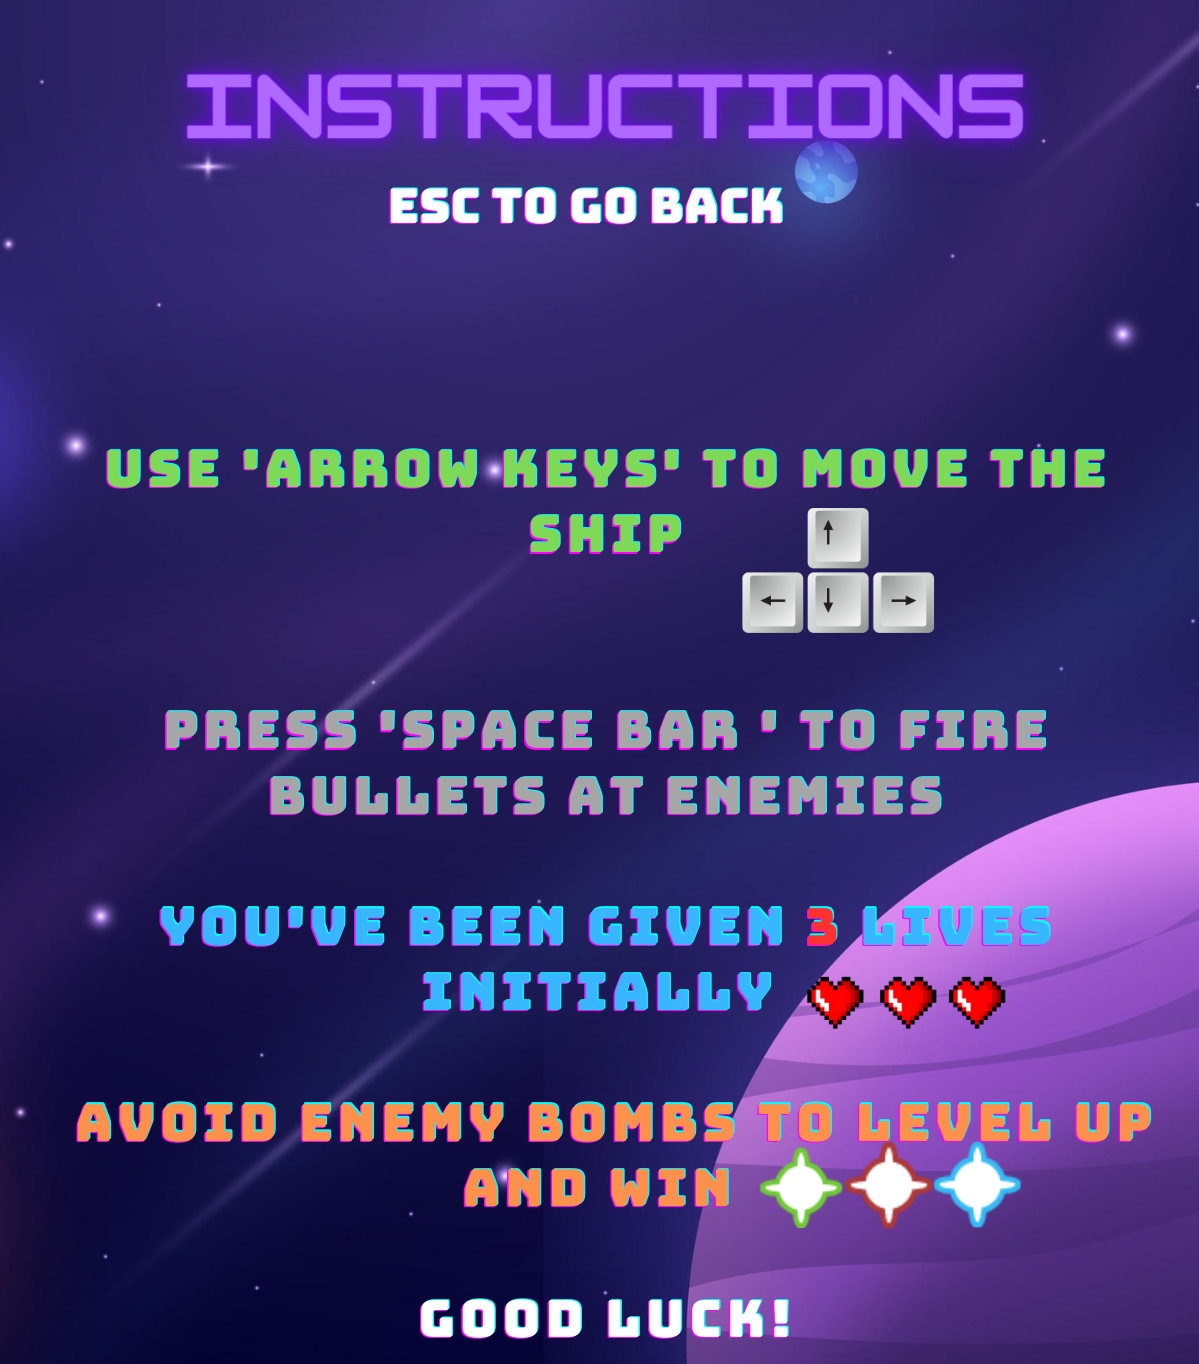 INSTRUCTIONS
ESC TO GO BACK
USE 'ARROW KEYS' TO MOVE THE
SHIP
PRESS 'SPACE BAR ' TO FIRE
BULLETS AT ENEMIES
YOU'VE BEEN GIVEN 3 LIVES
INITIALLY
AVOID ENEMY BOMBS TO LEVEL UP
AND WIN
GOOD LUCK!